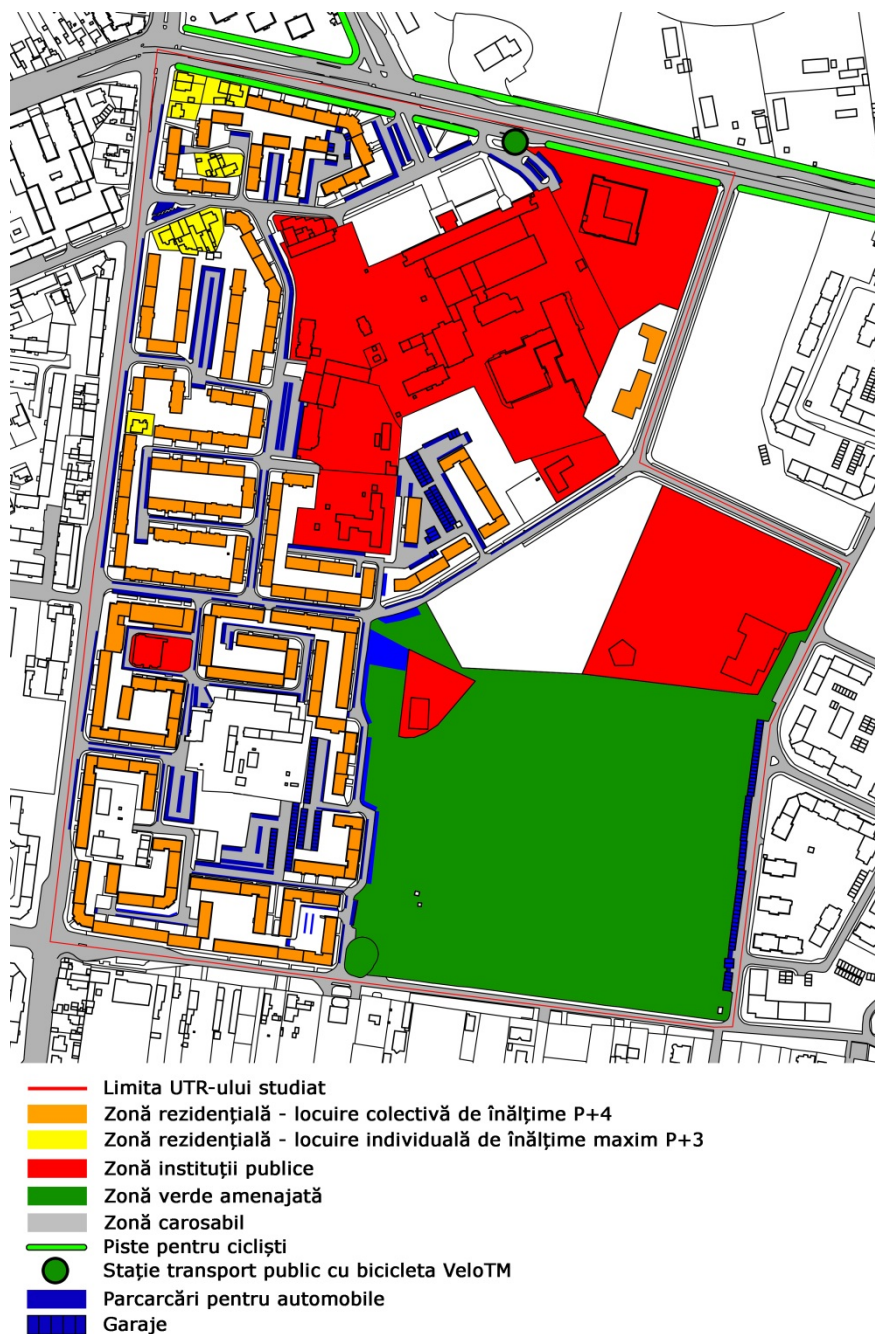 Limita UTR-ului studiat
Zonă rezidențială - locuire colectivă de înălțime P+4
Zonă rezidențială - locuire individuală de înălțime maxim P+3
Zonă instituții publice
Zonă verde amenajată
Zonă carosabil
Piste pentru cicliști
Stație transport public cu bicicleta VeloTM
Parcarcări pentru automobile
Garaje